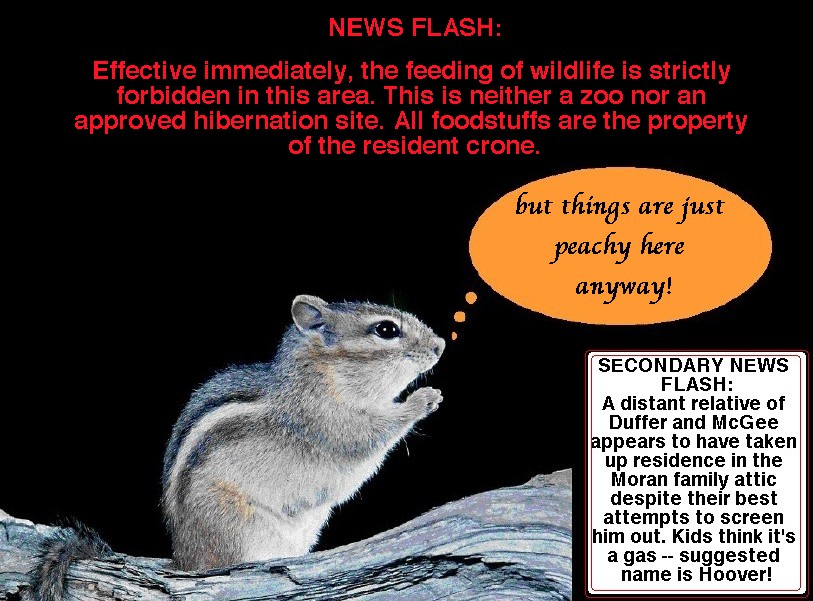 NEWS FLASH:
Effective immediately, the feeding of wildlife is strictly
forbidden in this area. This is neither a zoo nor an
approved hibernation site. All foodstuffs are the property
of the resident crone.
but things are just
peachy here
anyway!
SECONDARY NEWS
FLASH:
A distant relative of
Duffer and McGee
appears to have taken
up residence in the
Moran family attic
despite their best
attempts to screen
him out. Kids think it's
a gas -- suggested
name is Hoover!